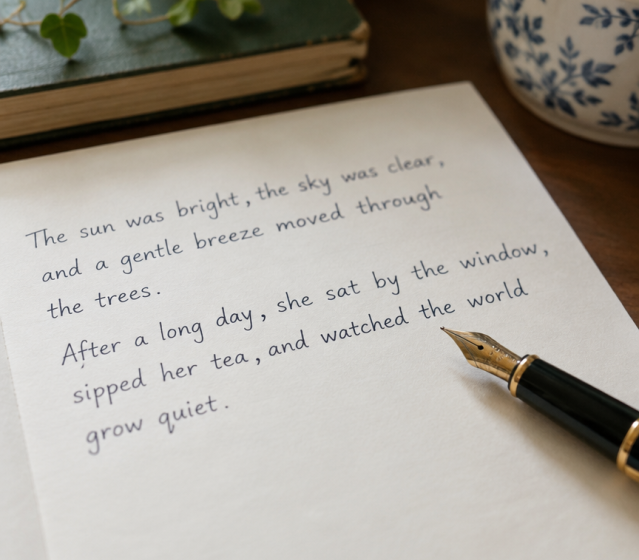 The sun was bright, the sky was clear,
and a gentle breeze moved through
the trees.
After a long day, she sat by the window,
sipped her tea, and watched the world
grow quiet.